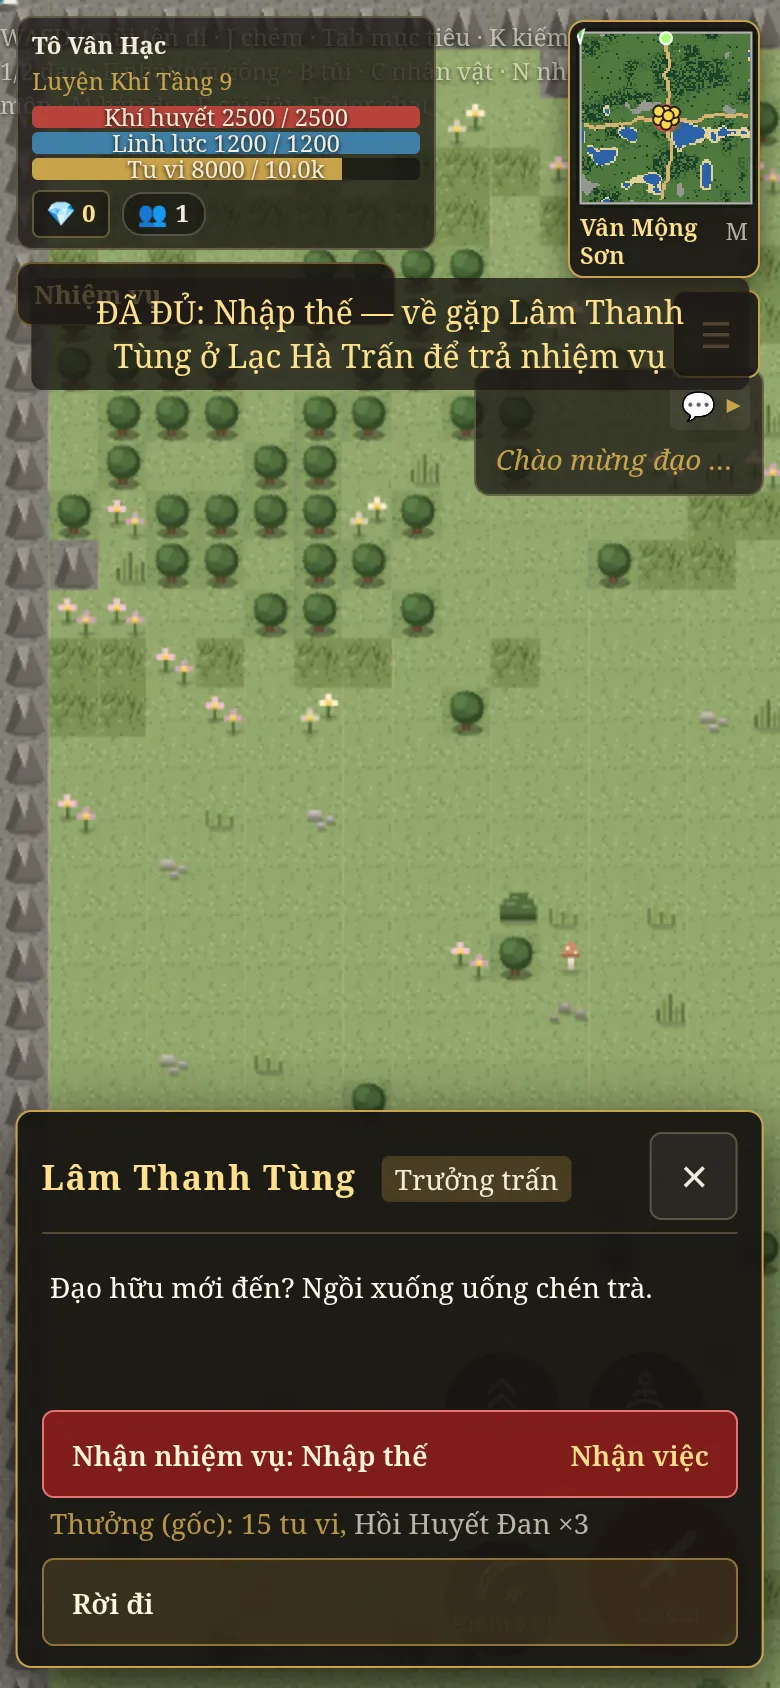 Tô Vân Hạc
Luyện Khí Tầng 9
Khí huyết 2500 / 2500
Linh lực 1200 / 1200
Tu vi 8000 / 10.0k
0
1
Vân Mộng
Sơn
M
Nhiệm vụ
ĐÃ ĐỦ: Nhập thế — về gặp Lâm Thanh
Tùng ở Lạc Hà Trấn để trả nhiệm vụ
Chào mừng đạo ...
Lâm Thanh Tùng
Trưởng trấn
Đạo hữu mới đến? Ngồi xuống uống chén trà.
Nhận nhiệm vụ: Nhập thế
Nhận việc
Thưởng (gốc): 15 tu vi, Hồi Huyết Đan ×3
Rời đi